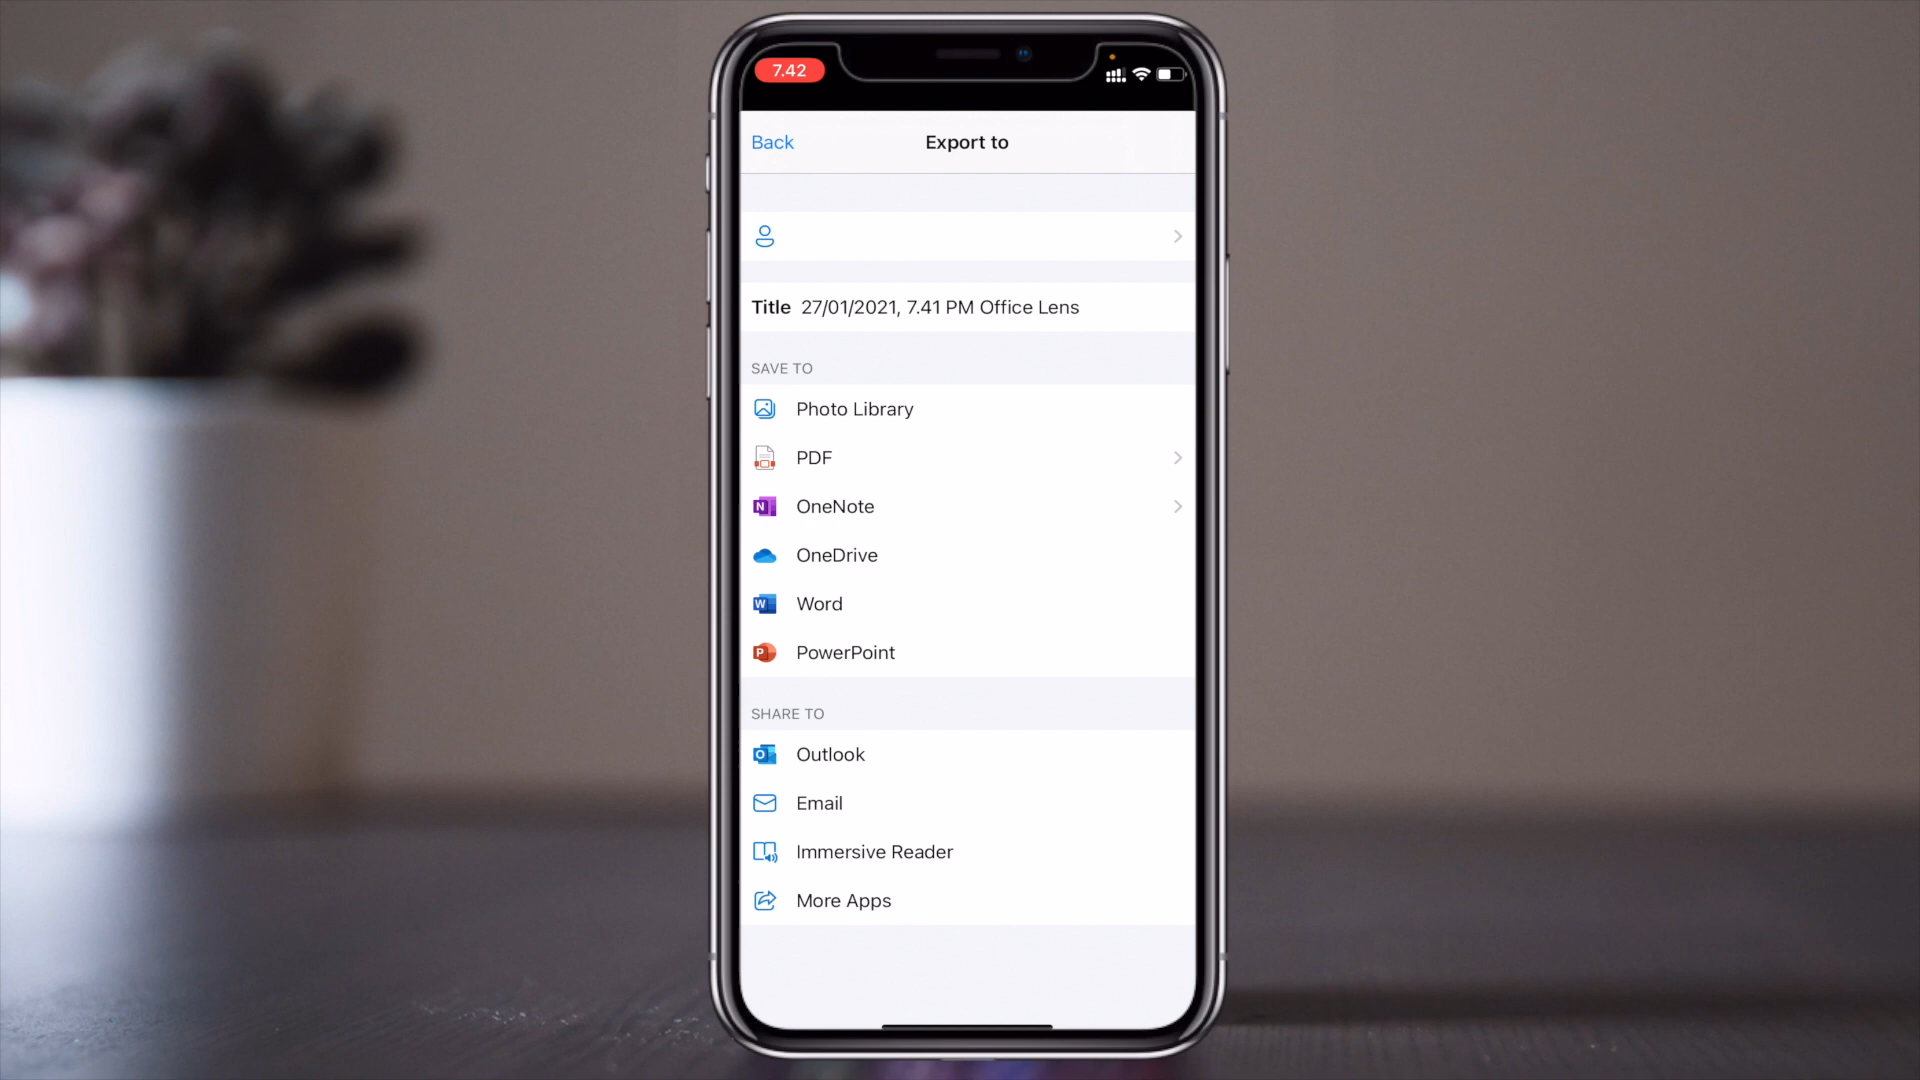 7.42
Back
Export to
Title 27/01/2021, 7.41 PM Office Lens
SAVE TO
Photo Library
PDF
OneNote
OneDrive
Word
PowerPoint
SHARE TO
Outlook
Email
Immersive Reader
More Apps